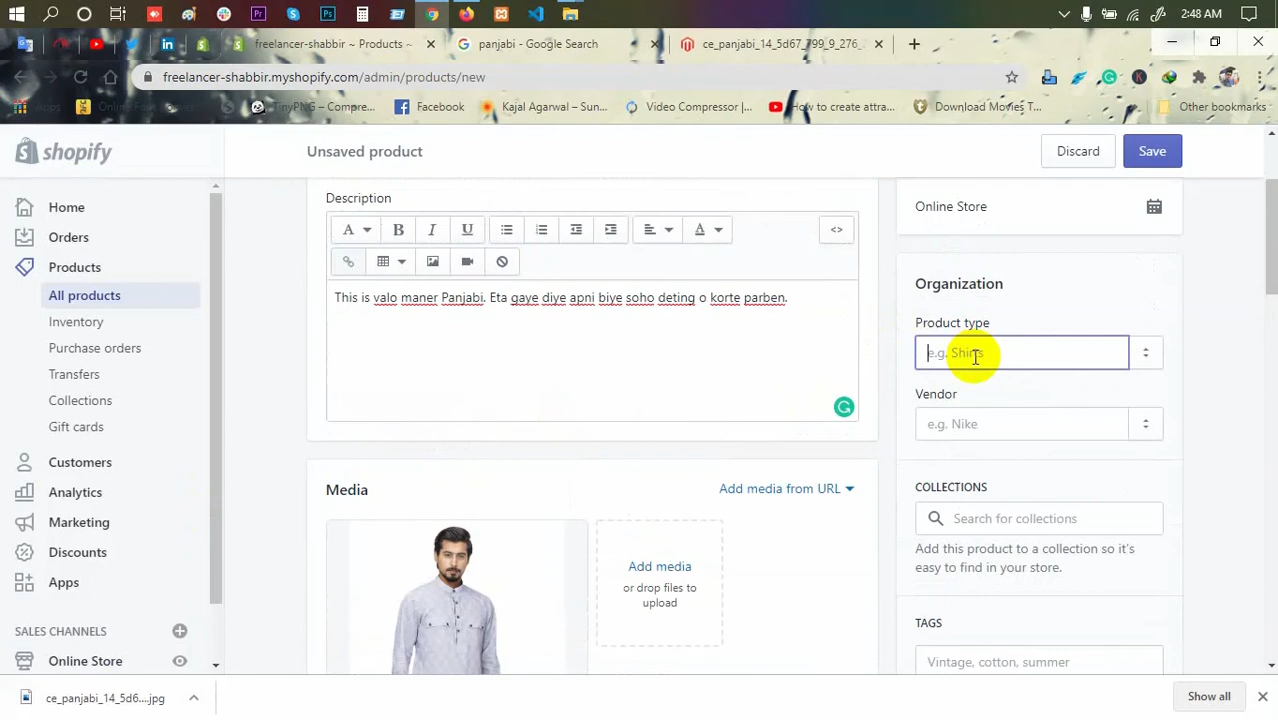 2:48 AM
freelancer-shabbir ~ Products ~
panjabi - Google Search
ce_panjabi_14_5d67_799_9_276_
freelancer-shabbir.myshopify.com/admin/products/new
Apps
TinyPNG – Compre...
Facebook
Kajal Agarwal – Sun...
Video Compressor |...
How to create attra...
Download Movies T...
Other bookmarks
shopify
Unsaved product
Discard
Save
Home
Orders
Products
All products
Inventory
Purchase orders
Transfers
Collections
Gift cards
Customers
Analytics
Marketing
Discounts
Apps
SALES CHANNELS
Online Store
Description
This is valo maner Panjabi. Eta gaye diye apni biye soho deting o korte parben.
Media
Add media from URL
Add media
or drop files to
upload
Online Store
Organization
Product type
e.g. Shirts
Vendor
e.g. Nike
COLLECTIONS
Search for collections
Add this product to a collection so it's
easy to find in your store.
TAGS
Vintage, cotton, summer
ce_panjabi_14_5d6....jpg
Show all